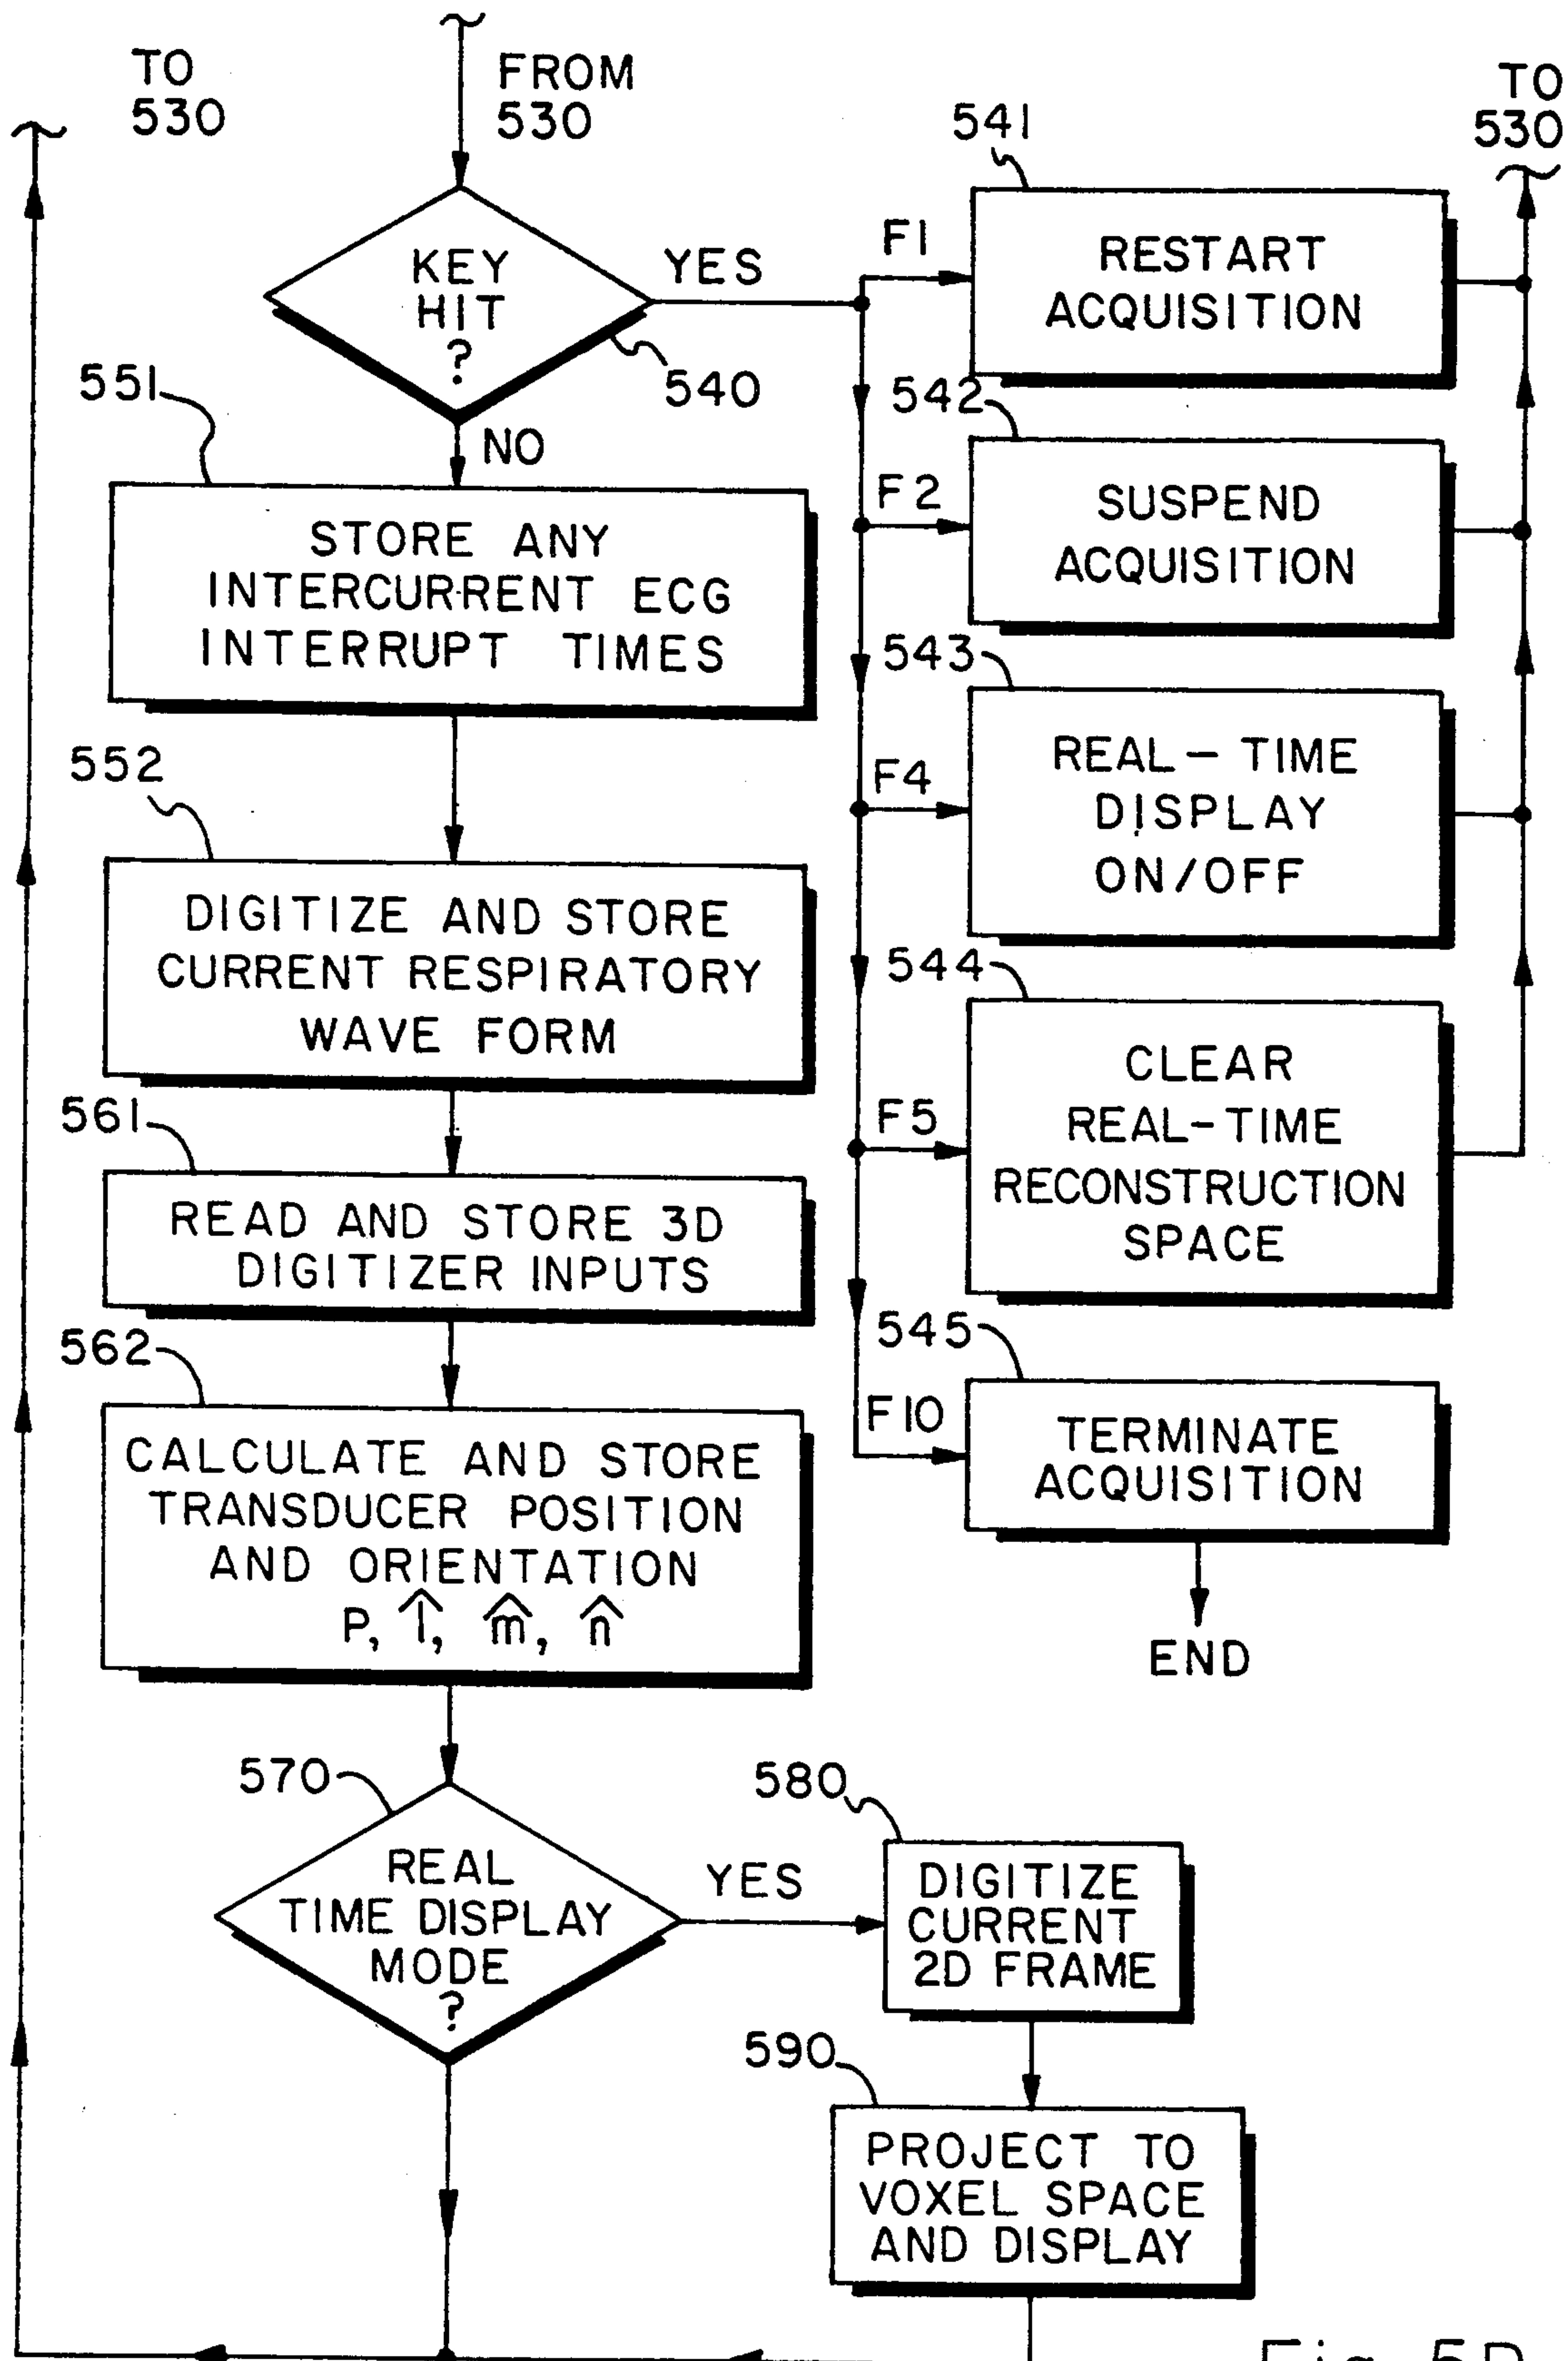 TO
530
FROM
530
TO
530
KEY
HIT
?
YES
540
NO
541
F1
RESTART
ACQUISITION
542
F2
SUSPEND
ACQUISITION
543
F4
REAL-TIME
DISPLAY
ON/OFF
544
F5
CLEAR
REAL-TIME
RECONSTRUCTION
SPACE
545
F10
TERMINATE
ACQUISITION
END
551
STORE ANY
INTERCURRENT ECG
INTERRUPT TIMES
552
DIGITIZE AND STORE
CURRENT RESPIRATORY
WAVE FORM
561
READ AND STORE 3D
DIGITIZER INPUTS
562
CALCULATE AND STORE
TRANSDUCER POSITION
AND ORIENTATION
P, l̂, m̂, n̂
570
REAL
TIME DISPLAY
MODE
?
YES
580
DIGITIZE
CURRENT
2D FRAME
590
PROJECT TO
VOXEL SPACE
AND DISPLAY